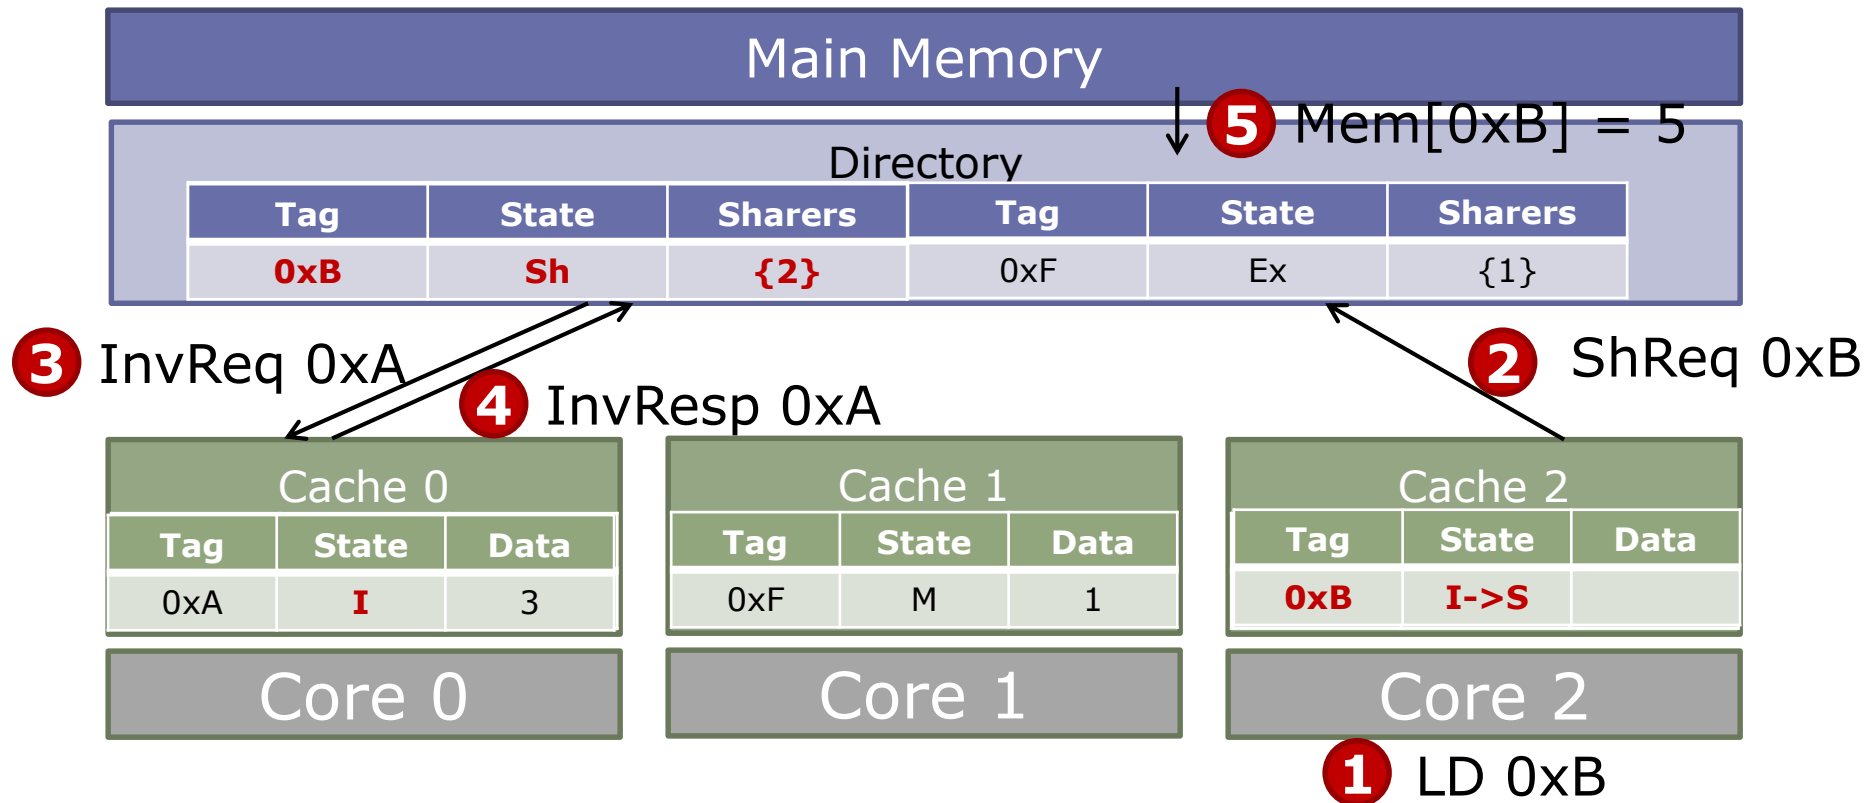 Main Memory
5 Mem[0xB] = 5
Directory
Tag State Sharers Tag State Sharers
0xB Sh {2} 0xF Ex {1}
3 InvReq 0xA
2 ShReq 0xB
4 InvResp 0xA
Cache 0 Cache 1 Cache 2
Tag State Data Tag State Data Tag State Data
0xA I 3 0xF M 1 0xB I->S
Core 0 Core 1 Core 2
1 LD 0xB